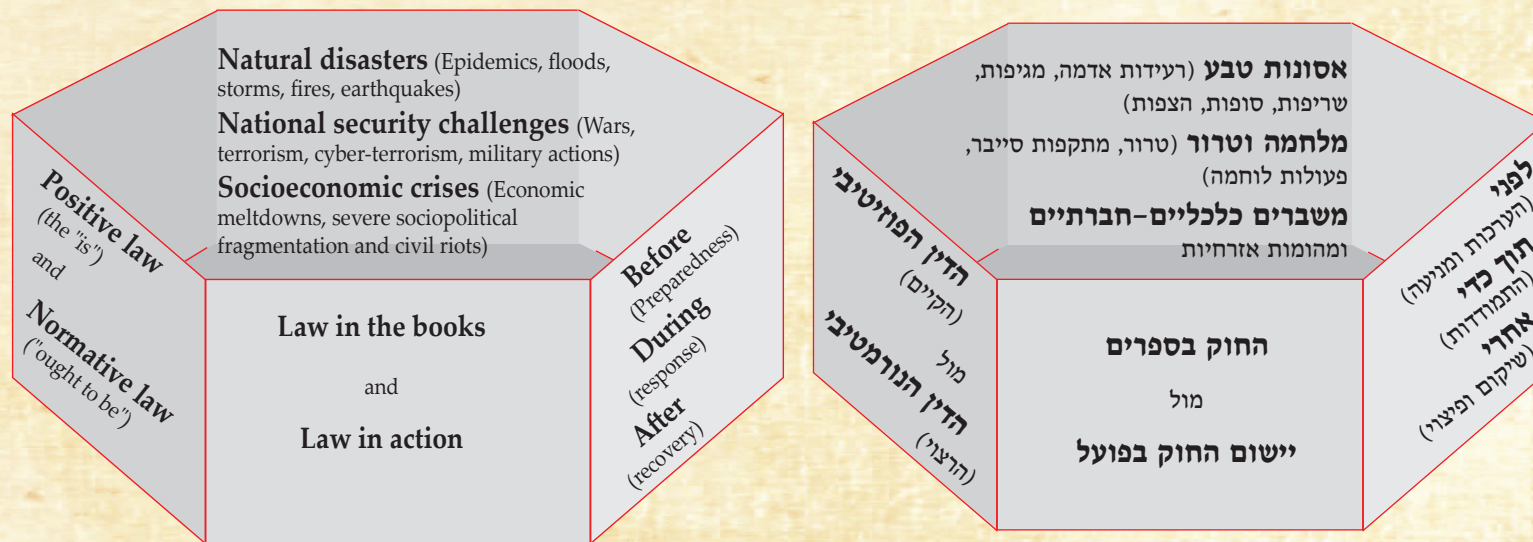 Natural disasters (Epidemics, floods,
storms, fires, earthquakes)
National security challenges (Wars,
terrorism, cyber-terrorism, military actions)
Socioeconomic crises (Economic
meltdowns, severe sociopolitical
fragmentation and civil riots)
Positive law
(the "is")
and
Normative law
("ought to be")
Law in the books
and
Law in action
Before
(Preparedness)
During
(response)
After
(recovery)
אסונות טבע (רעידות אדמה, מגיפות,
שריפות, סופות, הצפות)
מלחמה וטרור (טרור, מתקפות סייבר,
פעולות לוחמה)
משברים כלכליים-חברתיים
ומהומות אזרחיות
הדין הפוזיטיבי
(הקיים)
מול
הדין הנורמטיבי
(הרצוי)
החוק בספרים
מול
יישום החוק בפועל
לפני
(הערכות ומניעה)
תוך כדי
(התמודדות)
אחרי
(שיקום ופיצוי)